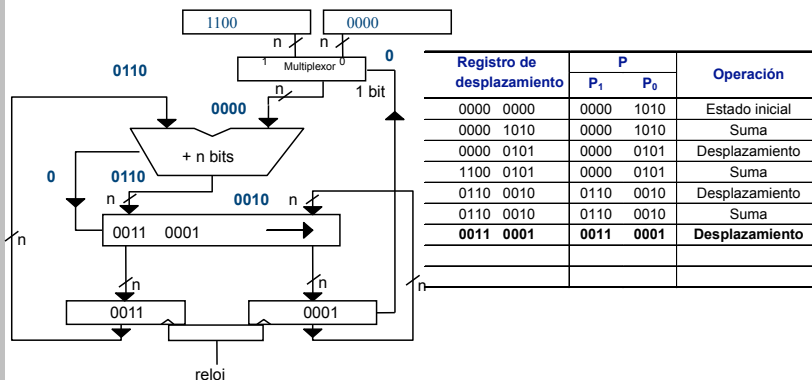 1100 0000
n n 0
1 Multiplexor 0
0110
n 1 bit
0000
+ n bits
0 0110
n 0010 n
0011 0001
n
n n n
0011 0001
reloj
Registro de desplazamiento P Operación
P1 P0
0000 0000 0000 1010 Estado inicial
0000 1010 0000 1010 Suma
0000 0101 0000 0101 Desplazamiento
1100 0101 0000 0101 Suma
0110 0010 0110 0010 Desplazamiento
0110 0010 0110 0010 Suma
0011 0001 0011 0001 Desplazamiento